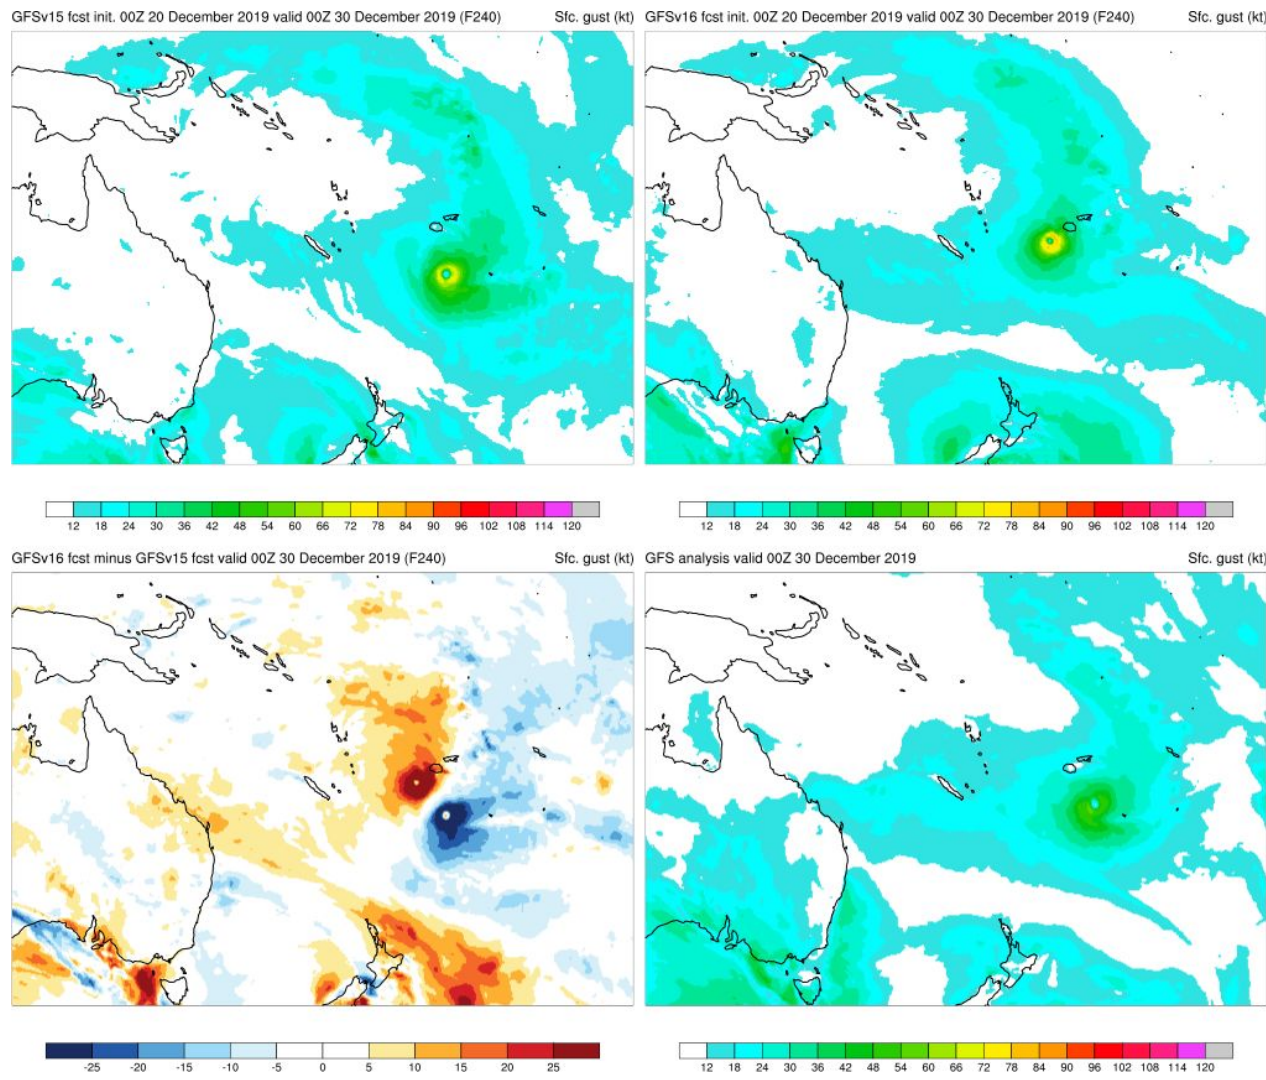 GFSv15 fcst init. 00Z 20 December 2019 valid 00Z 30 December 2019 (F240) Sfc. gust (kt)
GFSv16 fcst init. 00Z 20 December 2019 valid 00Z 30 December 2019 (F240) Sfc. gust (kt)
12 18 24 30 36 42 48 54 60 66 72 78 84 90 96 102 108 114 120
12 18 24 30 36 42 48 54 60 66 72 78 84 90 96 102 108 114 120
GFSv16 fcst minus GFSv15 fcst valid 00Z 30 December 2019 (F240) Sfc. gust (kt)
GFS analysis valid 00Z 30 December 2019 Sfc. gust (kt)
-25 -20 -15 -10 -5 0 5 10 15 20 25
12 18 24 30 36 42 48 54 60 66 72 78 84 90 96 102 108 114 120